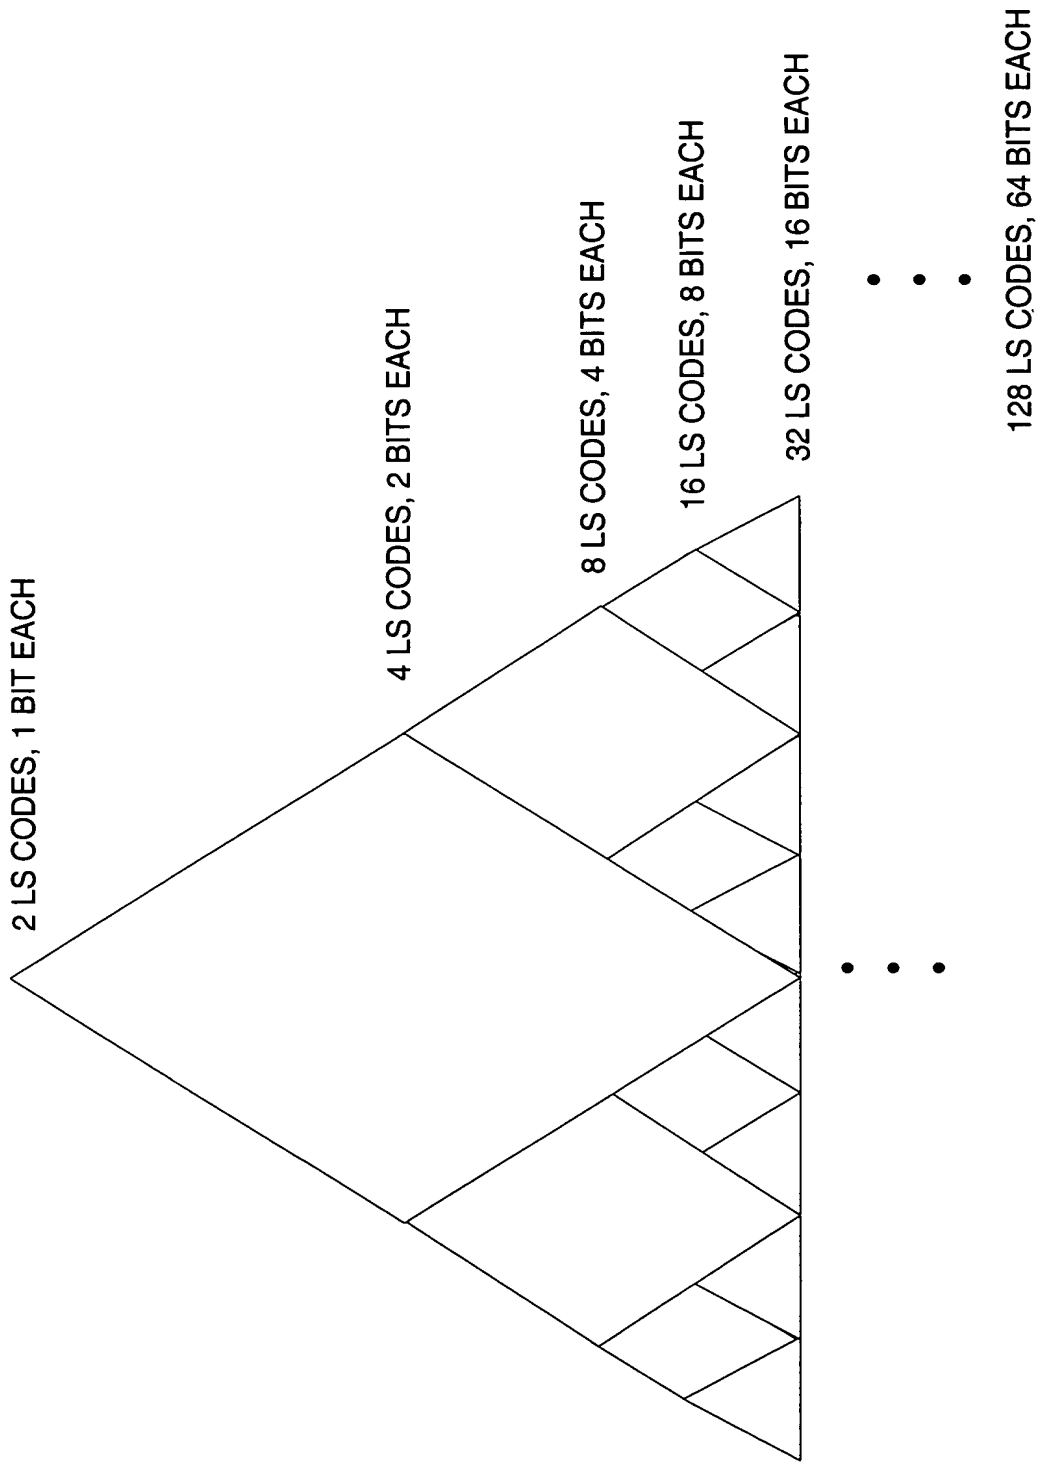 2 LS CODES, 1 BIT EACH
4 LS CODES, 2 BITS EACH
8 LS CODES, 4 BITS EACH
16 LS CODES, 8 BITS EACH
32 LS CODES, 16 BITS EACH
128 LS CODES, 64 BITS EACH